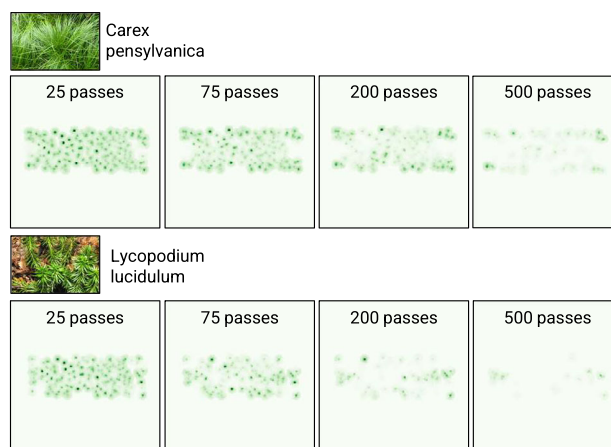 Carex
pensylvanica
25 passes
75 passes
200 passes
500 passes
Lycopodium
lucidulum
25 passes
75 passes
200 passes
500 passes